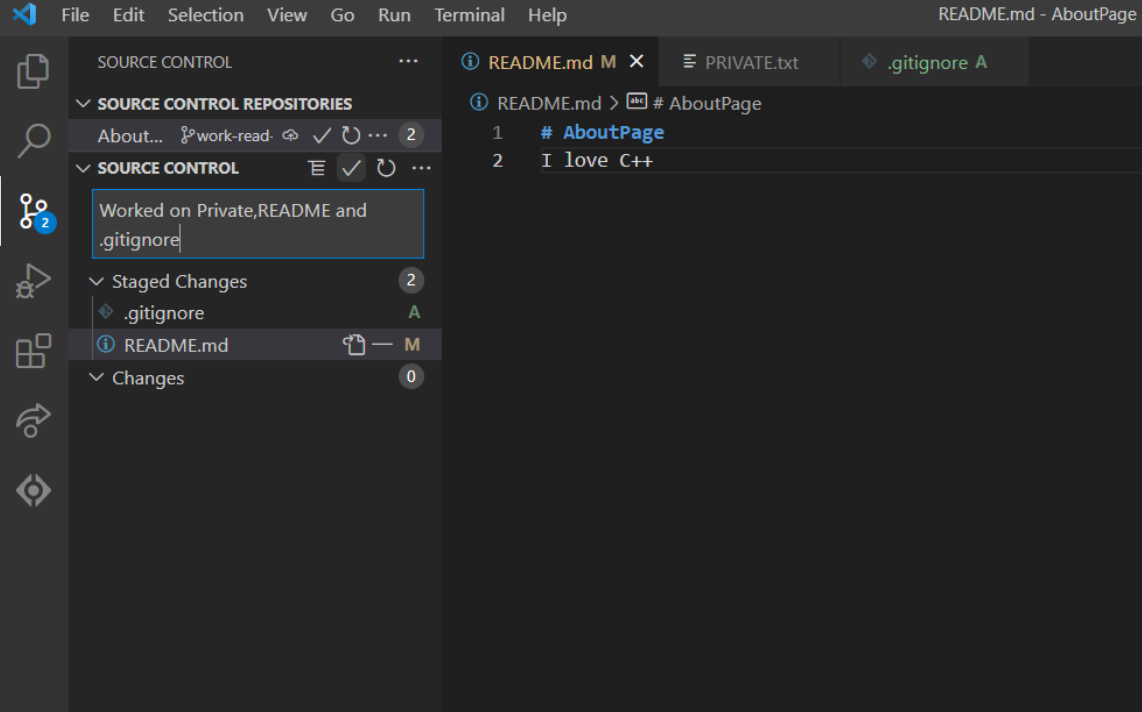 File Edit Selection View Go Run Terminal Help README.md - AboutPage
SOURCE CONTROL
SOURCE CONTROL REPOSITORIES
About... work-read- 2
SOURCE CONTROL
Worked on Private,README and
.gitignore
Staged Changes 2
.gitignore A
README.md M
Changes 0
2
README.md M PRIVATE.txt .gitignore A
README.md > abc # AboutPage
1 # AboutPage
2 I love C++